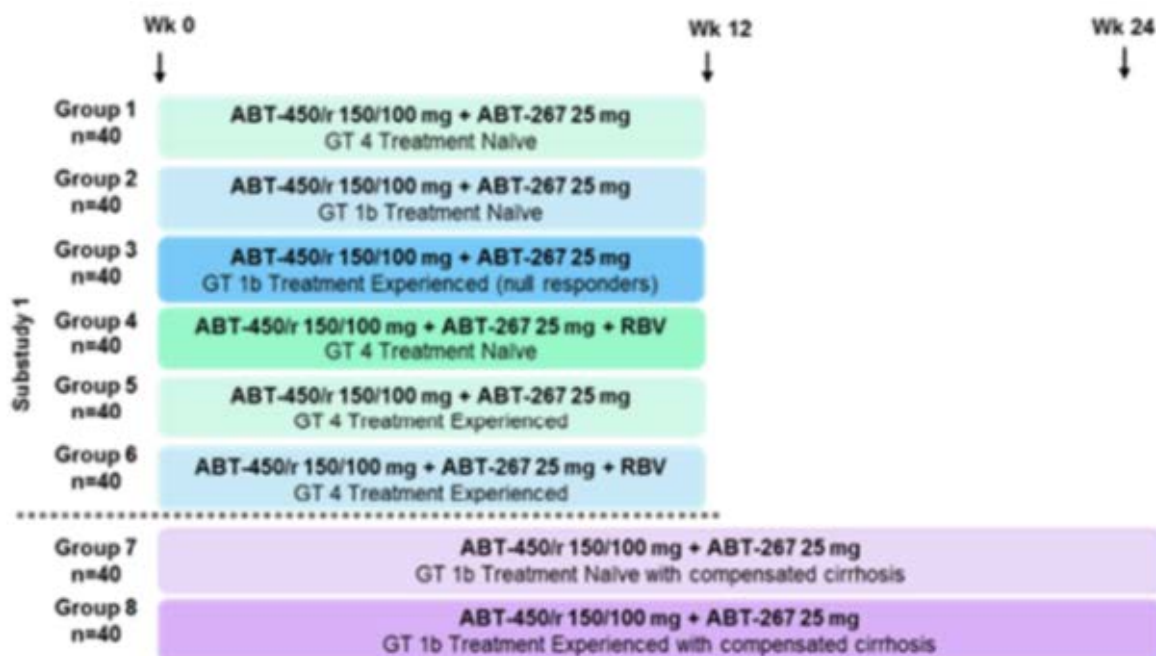 Wk 0
Wk 12
Wk 24
Substudy 1
Group 1
n=40
ABT-450/r 150/100 mg + ABT-267 25 mg
GT 4 Treatment Naïve
Group 2
n=40
ABT-450/r 150/100 mg + ABT-267 25 mg
GT 1b Treatment Naïve
Group 3
n=40
ABT-450/r 150/100 mg + ABT-267 25 mg
GT 1b Treatment Experienced (null responders)
Group 4
n=40
ABT-450/r 150/100 mg + ABT-267 25 mg + RBV
GT 4 Treatment Naïve
Group 5
n=40
ABT-450/r 150/100 mg + ABT-267 25 mg
GT 4 Treatment Experienced
Group 6
n=40
ABT-450/r 150/100 mg + ABT-267 25 mg + RBV
GT 4 Treatment Experienced
Group 7
n=40
ABT-450/r 150/100 mg + ABT-267 25 mg
GT 1b Treatment Naïve with compensated cirrhosis
Group 8
n=40
ABT-450/r 150/100 mg + ABT-267 25 mg
GT 1b Treatment Experienced with compensated cirrhosis